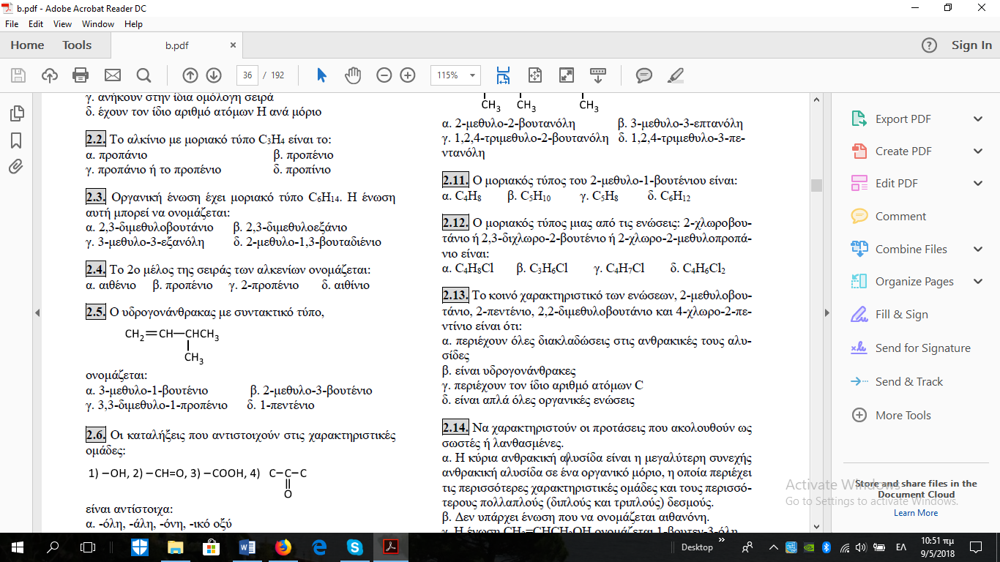 b.pdf - Adobe Acrobat Reader DC
File Edit View Window Help
Home Tools b.pdf × Sign In
36 / 192 115%
γ. ανήκουν στην ίδια ομόλογη σειρά
δ. έχουν τον ίδιο αριθμό ατόμων Η ανά μόριο
2.2. Το αλκίνιο με μοριακό τύπο C3H4 είναι το:
α. προπάνιο β. προπένιο
γ. προπάνιο ή το προπένιο δ. προπίνιο
2.3. Οργανική ένωση έχει μοριακό τύπο C6H14. Η ένωση
αυτή μπορεί να ονομάζεται:
α. 2,3-διμεθυλοβουτάνιο β. 2,3-διμεθυλοεξάνιο
γ. 3-μεθυλο-3-εξανόλη δ. 2-μεθυλο-1,3-βουταδιένιο
2.4. Το 2ο μέλος της σειράς των αλκενίων ονομάζεται:
α. αιθένιο β. προπένιο γ. 2-προπένιο δ. αιθίνιο
2.5. Ο υδρογονάνθρακας με συντακτικό τύπο,
CH2=CH–CHCH3
CH3
ονομάζεται:
α. 3-μεθυλο-1-βουτένιο β. 2-μεθυλο-3-βουτένιο
γ. 3,3-διμεθυλο-1-προπένιο δ. 1-πεντένιο
2.6. Οι καταλήξεις που αντιστοιχούν στις χαρακτηριστικές
ομάδες:
1) –OH, 2) –CH=O, 3) –COOH, 4) C–C–C
O
είναι αντίστοιχα:
α. -όλη, -άλη, -όνη, -ικό οξύ
CH3 CH3 CH3
α. 2-μεθυλο-2-βουτανόλη β. 3-μεθυλο-3-επτανόλη
γ. 1,2,4-τριμεθυλο-2-βουτανόλη δ. 1,2,4-τριμεθυλο-3-πε-
ντανόλη
2.11. Ο μοριακός τύπος του 2-μεθυλο-1-βουτένιου είναι:
α. C4H8 β. C5H10 γ. C5H8 δ. C6H12
2.12. Ο μοριακός τύπος μιας από τις ενώσεις: 2-χλωροβου-
τάνιο ή 2,3-διχλωρο-2-βουτένιο ή 2-χλωρο-2-μεθυλοπροπά-
νιο είναι:
α. C4H8Cl β. C3H6Cl γ. C4H7Cl δ. C4H6Cl2
2.13. Το κοινό χαρακτηριστικό των ενώσεων, 2-μεθυλοβου-
τάνιο, 2-πεντένιο, 2,2-διμεθυλοβουτάνιο και 4-χλωρο-2-πε-
ντίνιο είναι ότι:
α. περιέχουν όλες διακλαδώσεις στις ανθρακικές τους αλυ-
σίδες
β. είναι υδρογονάνθρακες
γ. περιέχουν τον ίδιο αριθμό ατόμων C
δ. είναι απλά όλες οργανικές ενώσεις
2.14. Να χαρακτηριστούν οι προτάσεις που ακολουθούν ως
σωστές ή λανθασμένες.
α. Η κύρια ανθρακική αλυσίδα είναι η μεγαλύτερη συνεχής
ανθρακική αλυσίδα σε ένα οργανικό μόριο, η οποία περιέχει
τις περισσότερες χαρακτηριστικές ομάδες και τους περισσό-
τερους πολλαπλούς (διπλούς και τριπλούς) δεσμούς.
β. Δεν υπάρχει ένωση που να ονομάζεται αιθανόνη.
γ. Η ένωση CH2=CHCH2OH ονομάζεται 1-βουτεν-3-όλη
Export PDF
Create PDF
Edit PDF
Comment
Combine Files
Organize Pages
Fill & Sign
Send for Signature
Send & Track
More Tools
Store and share files in the
Document Cloud
Learn More
Activate Windows
Go to Settings to activate Windows.
Desktop » ΕΛ 10:51 πμ
9/5/2018